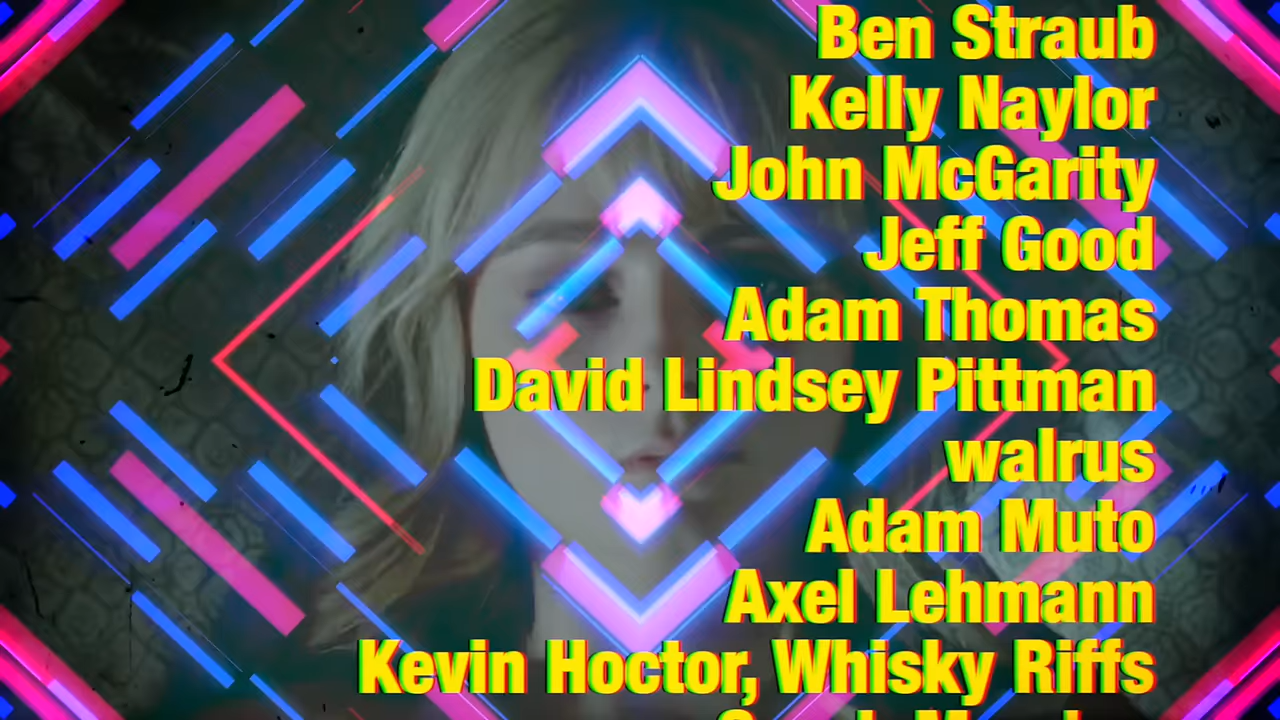 Ben Straub
Kelly Naylor
John McGarity
Jeff Good
Adam Thomas
David Lindsey Pittman
walrus
Adam Muto
Axel Lehmann
Kevin Hoctor, Whisky Riffs